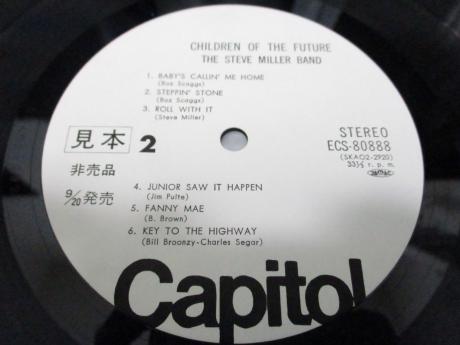 CHILDREN OF THE FUTURE
THE STEVE MILLER BAND
1. BABY'S CALLIN' ME HOME
(Boz Scaggs)
2. STEPPIN' STONE
(Boz Scaggs)
3. ROLL WITH IT
(Steve Miller)
見本 2
非売品
9/20発売
STEREO
ECS-80888
(SKAO2-2920)
33⅓ r. p. m.
4. JUNIOR SAW IT HAPPEN
(Jim Pulte)
5. FANNY MAE
(B. Brown)
6. KEY TO THE HIGHWAY
(Bill Broonzy-Charles Segar)
Capitol